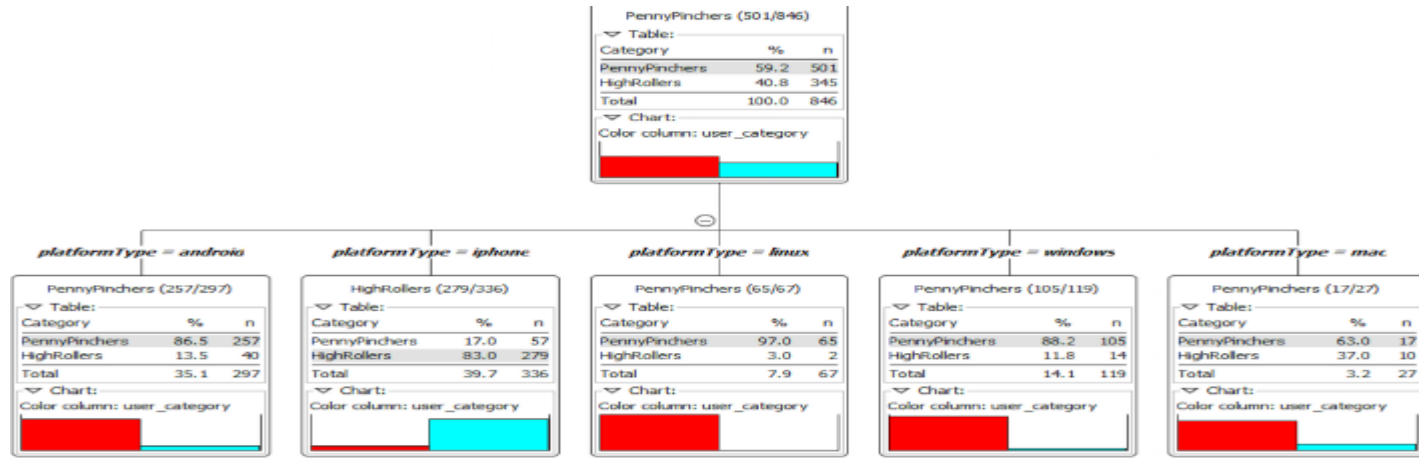 PennyPinchers (501/846)
Table:
Category % n
PennyPinchers 59.2 501
HighRollers 40.8 345
Total 100.0 846
Chart:
Color column: user_category
platformType = android
PennyPinchers (257/297)
Table:
Category % n
PennyPinchers 86.5 257
HighRollers 13.5 40
Total 35.1 297
Chart:
Color column: user_category
platformType = iphone
HighRollers (279/336)
Table:
Category % n
PennyPinchers 17.0 57
HighRollers 83.0 279
Total 39.7 336
Chart:
Color column: user_category
platformType = linux
PennyPinchers (65/67)
Table:
Category % n
PennyPinchers 97.0 65
HighRollers 3.0 2
Total 7.9 67
Chart:
Color column: user_category
platformType = windows
PennyPinchers (105/119)
Table:
Category % n
PennyPinchers 88.2 105
HighRollers 11.8 14
Total 14.1 119
Chart:
Color column: user_category
platformType = mac
PennyPinchers (17/27)
Table:
Category % n
PennyPinchers 63.0 17
HighRollers 37.0 10
Total 3.2 27
Chart:
Color column: user_category